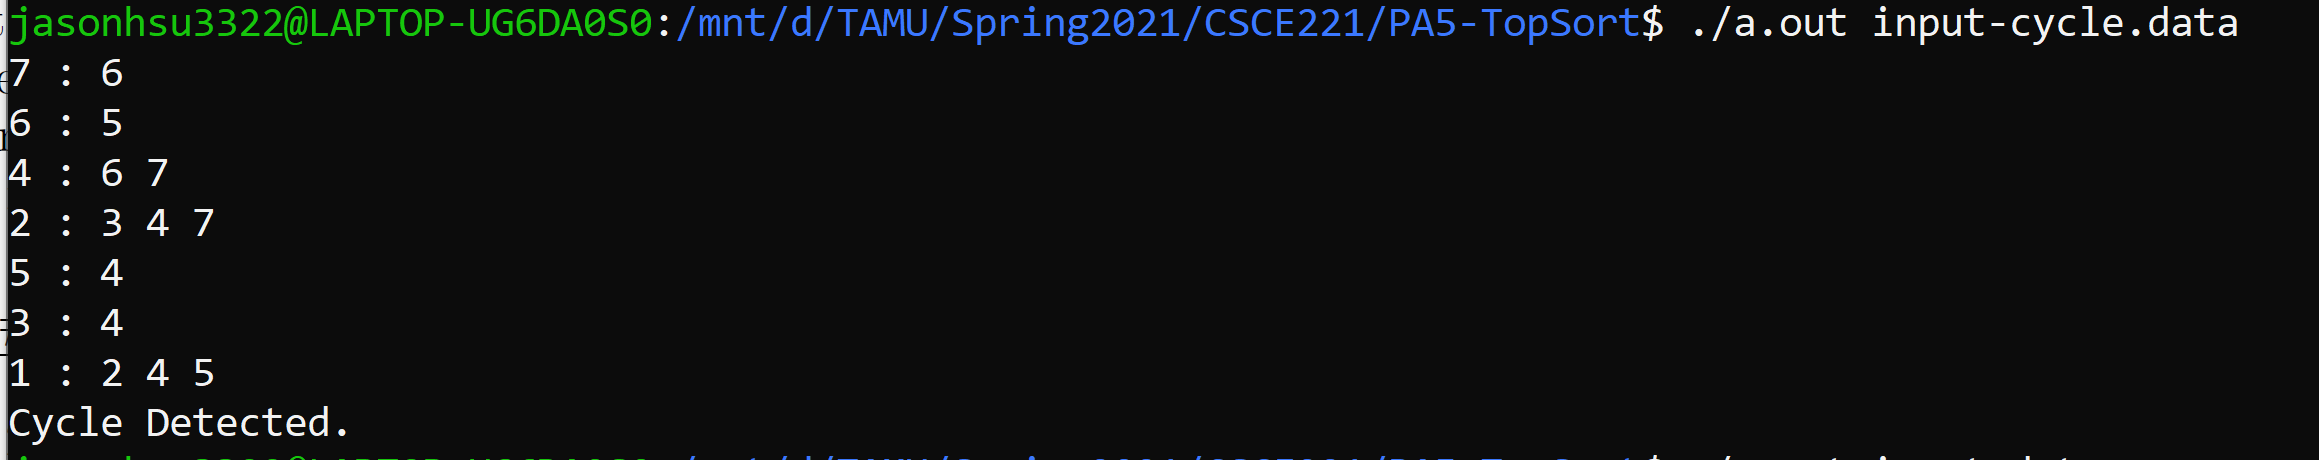 jasonhsu3322@LAPTOP-UG6DA0S0:/mnt/d/TAMU/Spring2021/CSCE221/PA5-TopSort$ ./a.out input-cycle.data
7 : 6
6 : 5
4 : 6 7
2 : 3 4 7
5 : 4
3 : 4
1 : 2 4 5
Cycle Detected.